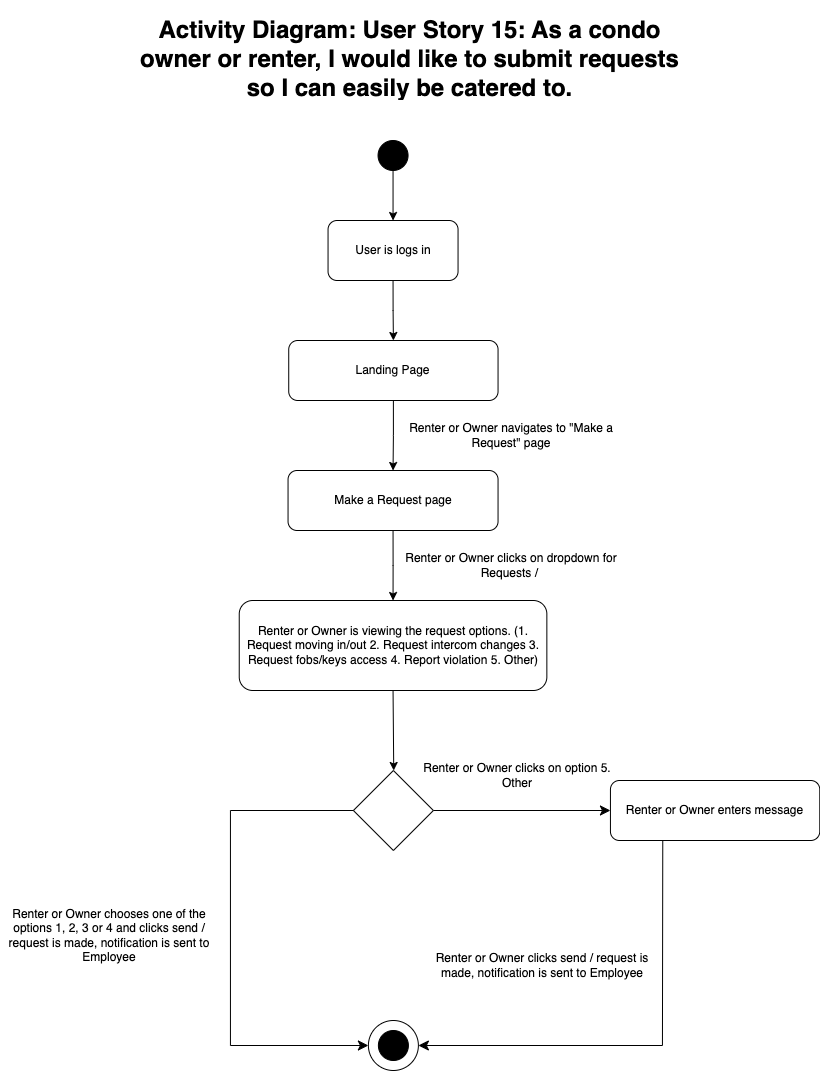 Activity Diagram: User Story 15: As a condo
owner or renter, I would like to submit requests
so I can easily be catered to.
User is logs in
Landing Page
Renter or Owner navigates to "Make a
Request" page
Make a Request page
Renter or Owner clicks on dropdown for
Requests /
Renter or Owner is viewing the request options. (1.
Request moving in/out 2. Request intercom changes 3.
Request fobs/keys access 4. Report violation 5. Other)
Renter or Owner clicks on option 5.
Other
Renter or Owner enters message
Renter or Owner chooses one of the
options 1, 2, 3 or 4 and clicks send /
request is made, notification is sent to
Employee
Renter or Owner clicks send / request is
made, notification is sent to Employee